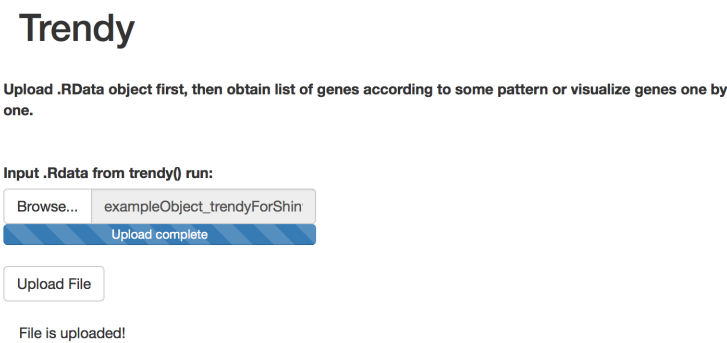 Trendy
Upload .RData object first, then obtain list of genes according to some pattern or visualize genes one by
one.
Input .Rdata from trendy() run:
Browse... exampleObject_trendyForShin
Upload complete
Upload File
File is uploaded!